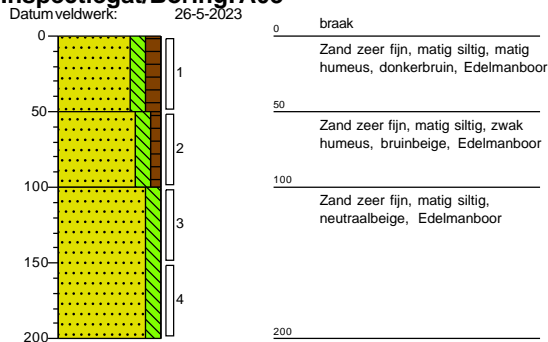 Datum veldwerk: 26-5-2023
0
50
100
150
200
1
2
3
4
0
braak
Zand zeer fijn, matig siltig, matig
humeus, donkerbruin, Edelmanboor
50
Zand zeer fijn, matig siltig, zwak
humeus, bruinbeige, Edelmanboor
100
Zand zeer fijn, matig siltig,
neutraalbeige, Edelmanboor
200